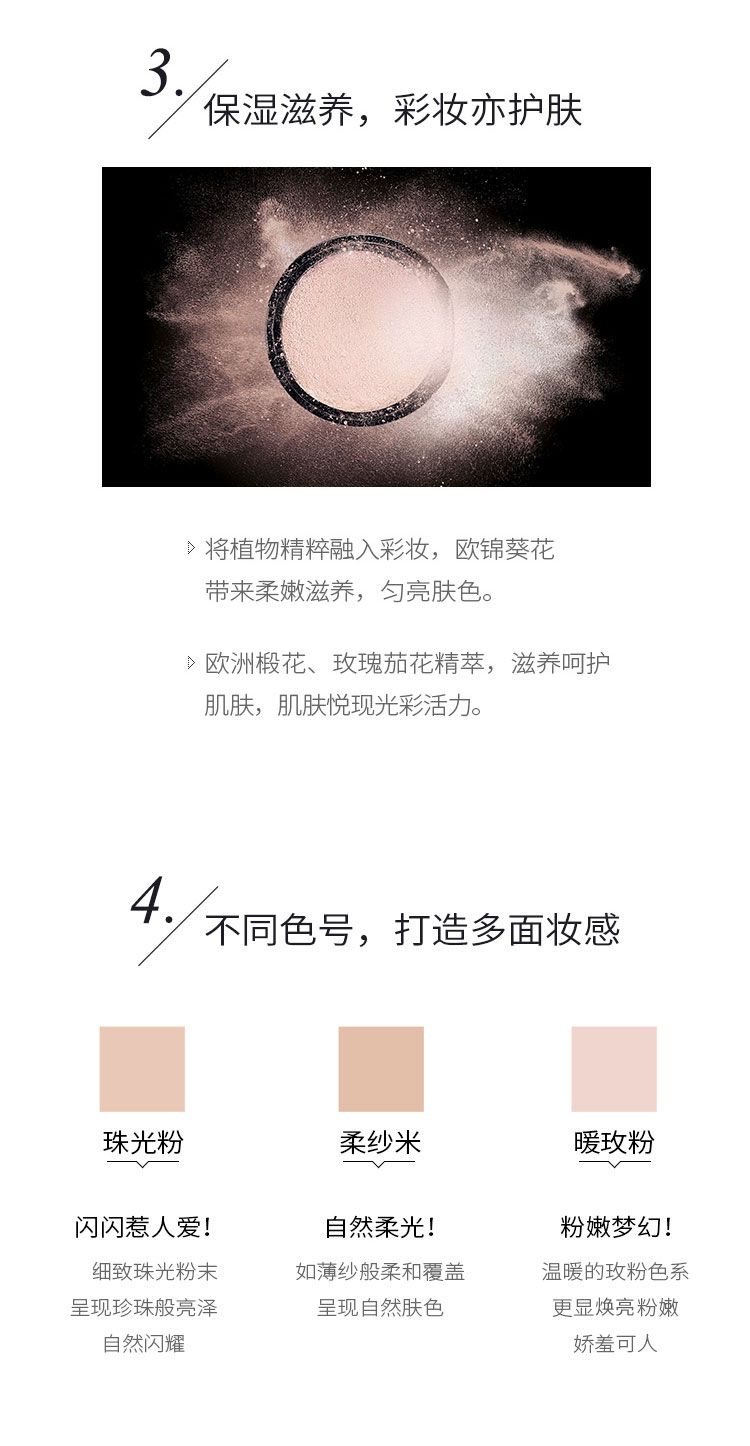 3.
保湿滋养，彩妆亦护肤
将植物精粹融入彩妆，欧锦葵花
带来柔嫩滋养，匀亮肤色。
欧洲椴花、玫瑰茄花精萃，滋养呵护
肌肤，肌肤悦现光彩活力。
4.
不同色号，打造多面妆感
珠光粉
闪闪惹人爱！
细致珠光粉末
呈现珍珠般亮泽
自然闪耀
柔纱米
自然柔光！
如薄纱般柔和覆盖
呈现自然肤色
暖玫粉
粉嫩梦幻！
温暖的玫粉色系
更显焕亮粉嫩
娇羞可人